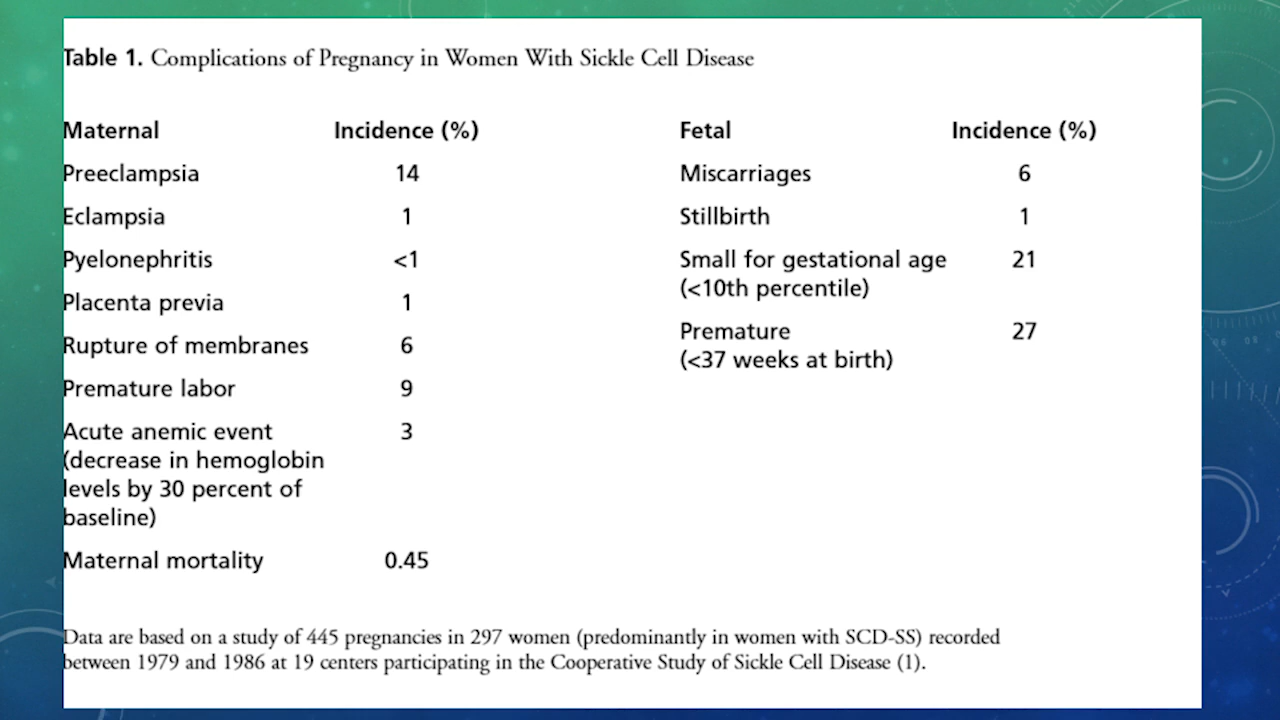 Table 1. Complications of Pregnancy in Women With Sickle Cell Disease
Maternal Incidence (%)
Preeclampsia 14
Eclampsia 1
Pyelonephritis <1
Placenta previa 1
Rupture of membranes 6
Premature labor 9
Acute anemic event 3
(decrease in hemoglobin
levels by 30 percent of
baseline)
Maternal mortality 0.45
Fetal Incidence (%)
Miscarriages 6
Stillbirth 1
Small for gestational age 21
(<10th percentile)
Premature 27
(<37 weeks at birth)
Data are based on a study of 445 pregnancies in 297 women (predominantly in women with SCD-SS) recorded
between 1979 and 1986 at 19 centers participating in the Cooperative Study of Sickle Cell Disease (1).